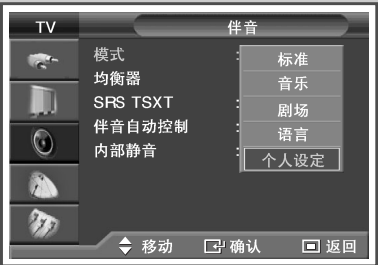 TV 伴音
模式 :
均衡器
SRS TSXT :
伴音自动控制 :
内部静音 :
标准
音乐
剧场
语言
个人设定
移动 确认 返回